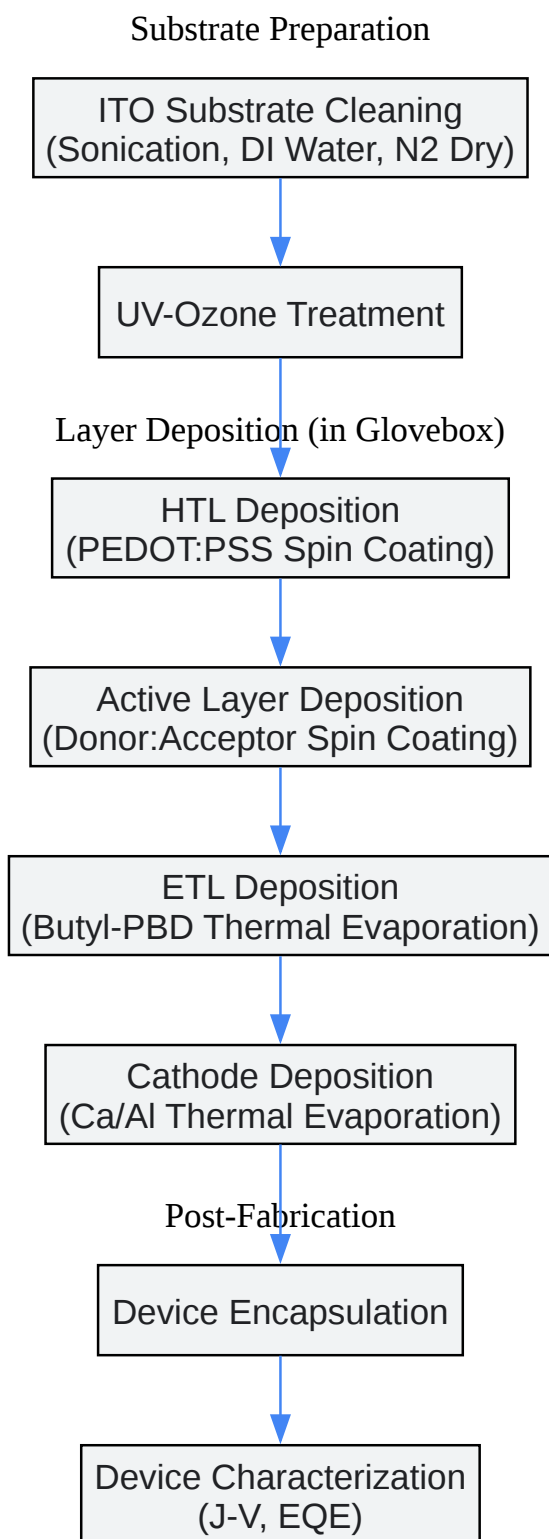 Substrate Preparation
ITO Substrate Cleaning
(Sonication, DI Water, N2 Dry)
UV-Ozone Treatment
Layer Deposition (in Glovebox)
HTL Deposition
(PEDOT:PSS Spin Coating)
Active Layer Deposition
(Donor:Acceptor Spin Coating)
ETL Deposition
(Butyl-PBD Thermal Evaporation)
Cathode Deposition
(Ca/Al Thermal Evaporation)
Post-Fabrication
Device Encapsulation
Device Characterization
(J-V, EQE)